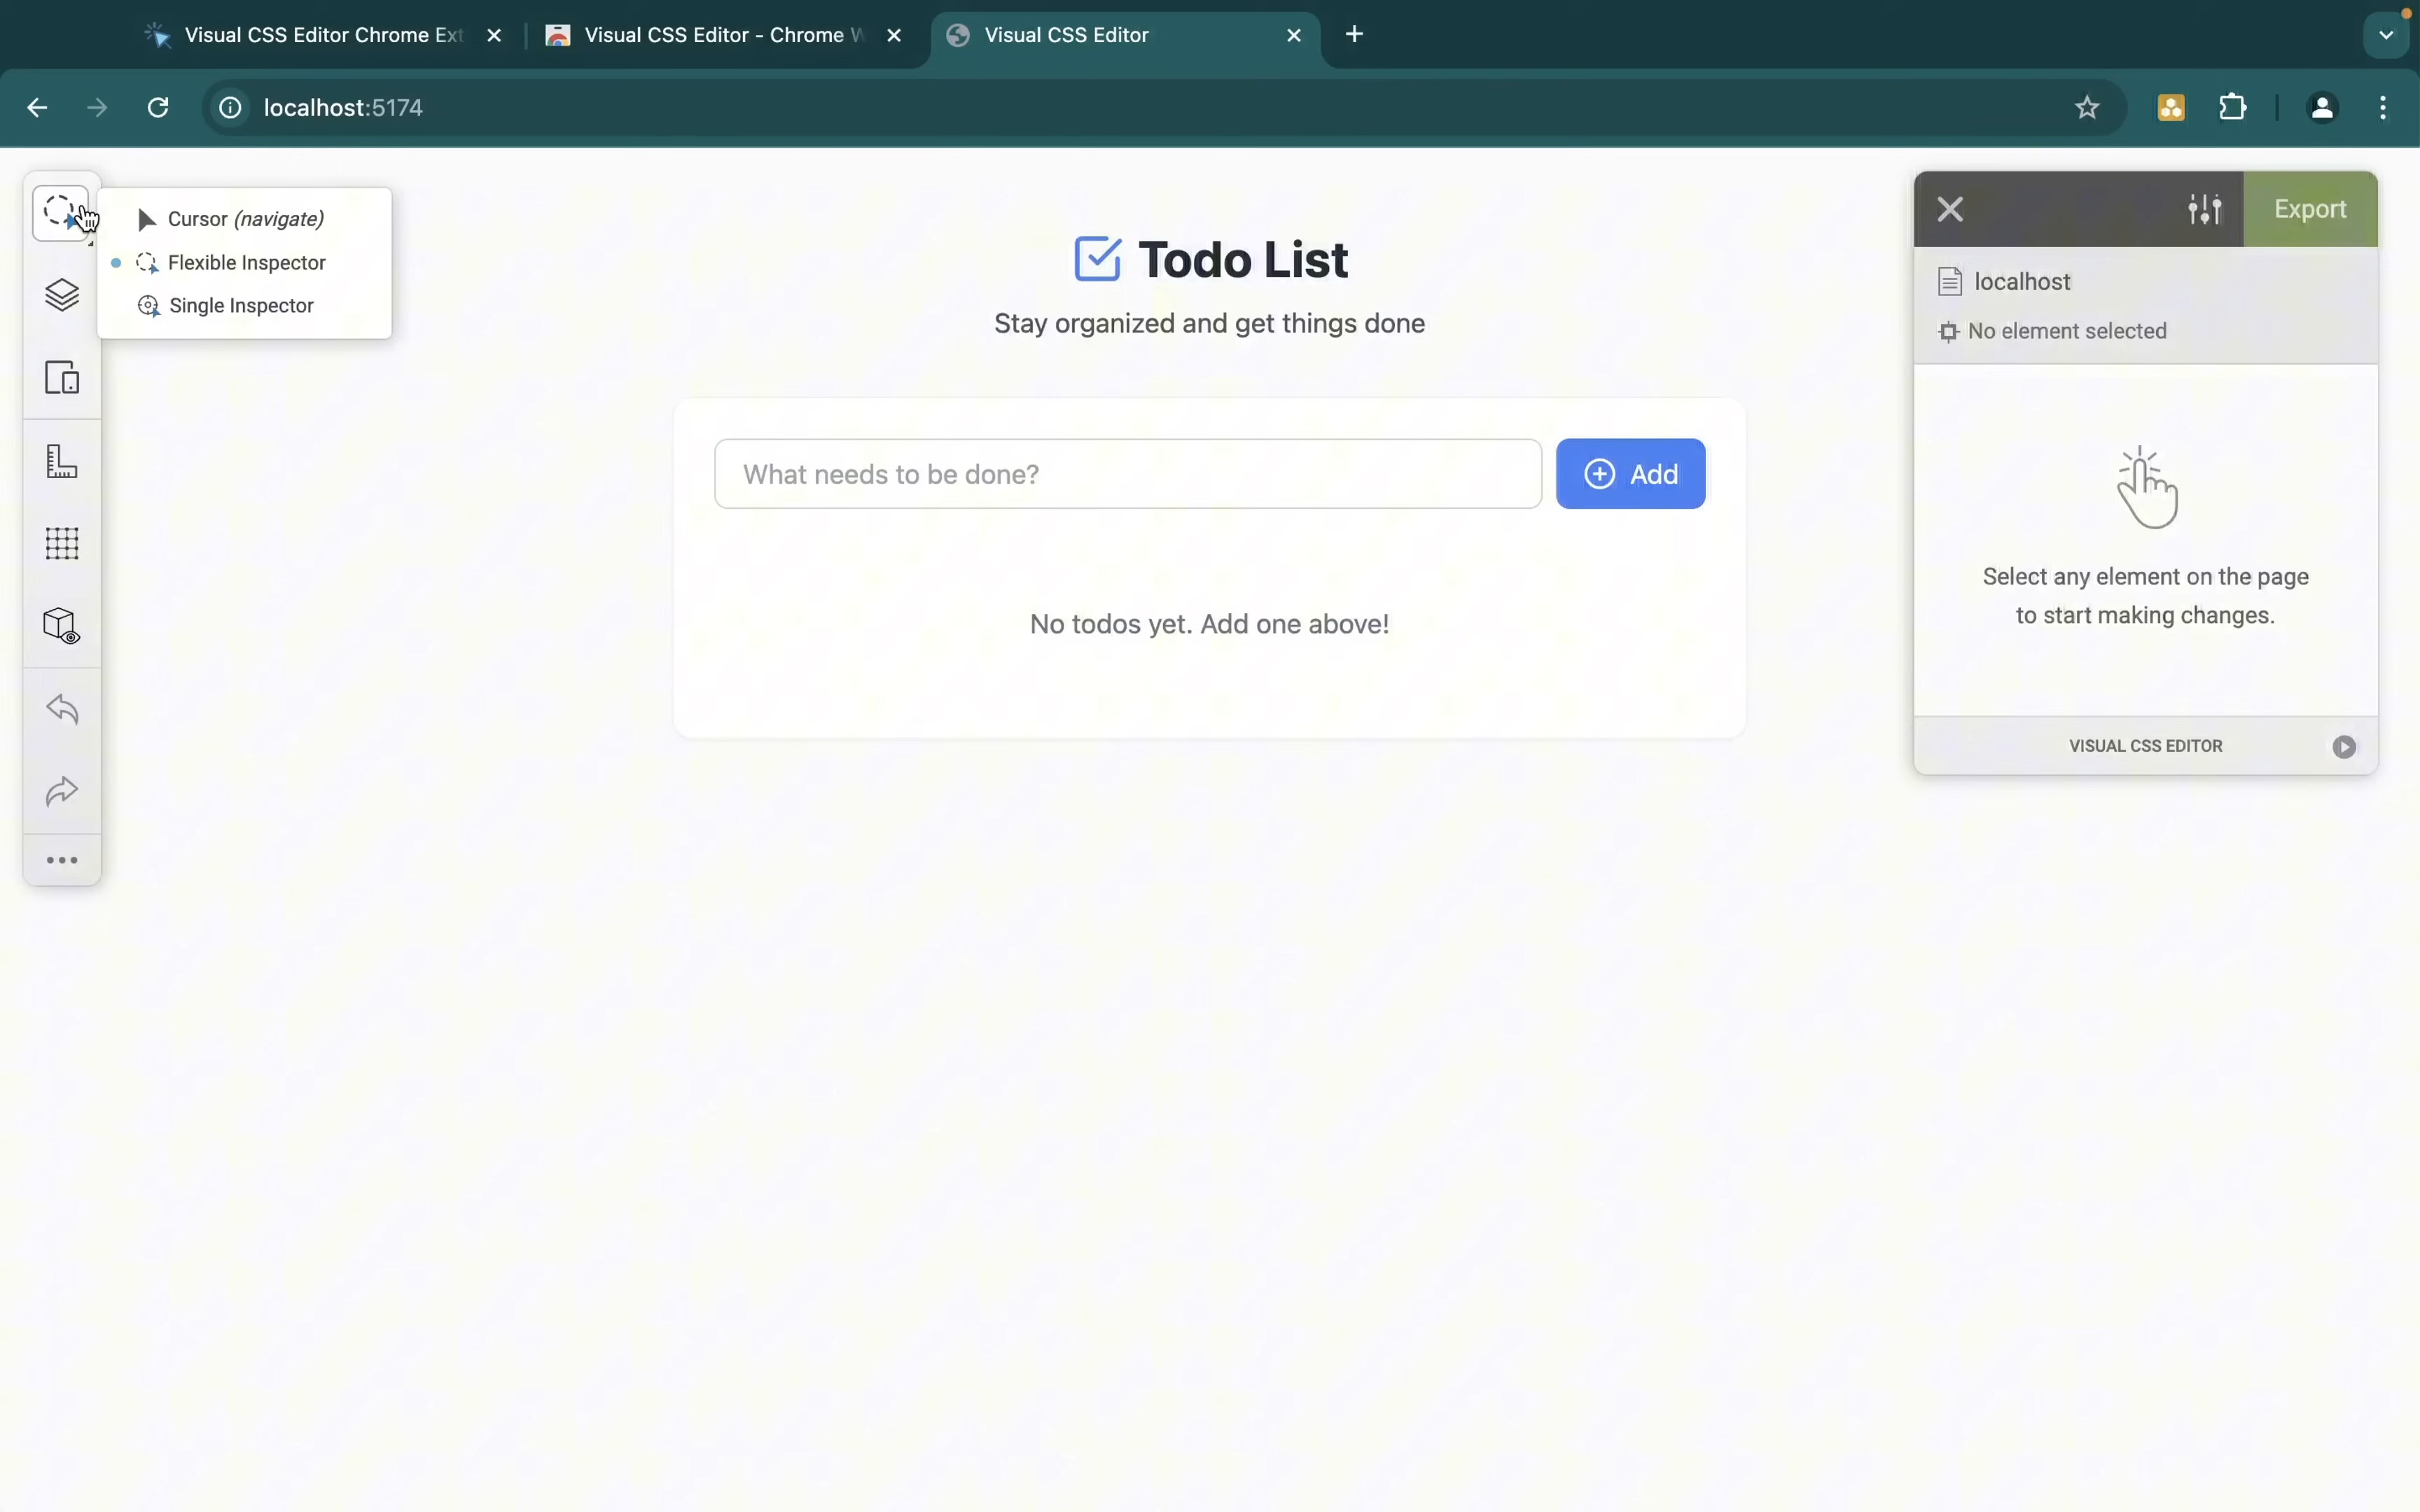 Visual CSS Editor Chrome Ext
Visual CSS Editor - Chrome W
Visual CSS Editor
localhost:5174
Cursor (navigate)
Flexible Inspector
Single Inspector
Todo List
Stay organized and get things done
What needs to be done?
Add
No todos yet. Add one above!
Export
localhost
No element selected
Select any element on the page
to start making changes.
VISUAL CSS EDITOR